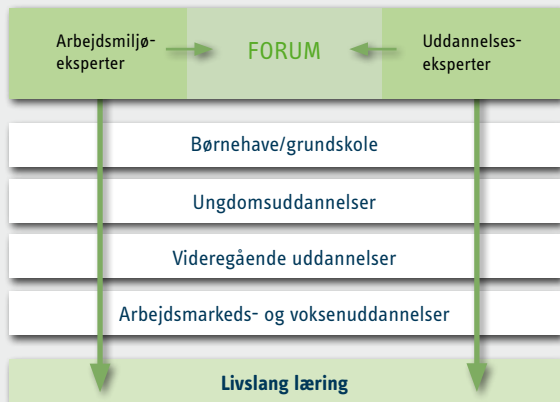 Arbejdsmiljø-
eksperter
FORUM
Uddannelses-
eksperter
Børnehave/grundskole
Ungdomsuddannelser
Videregående uddannelser
Arbejdsmarkeds- og voksenuddannelser
Livslang læring